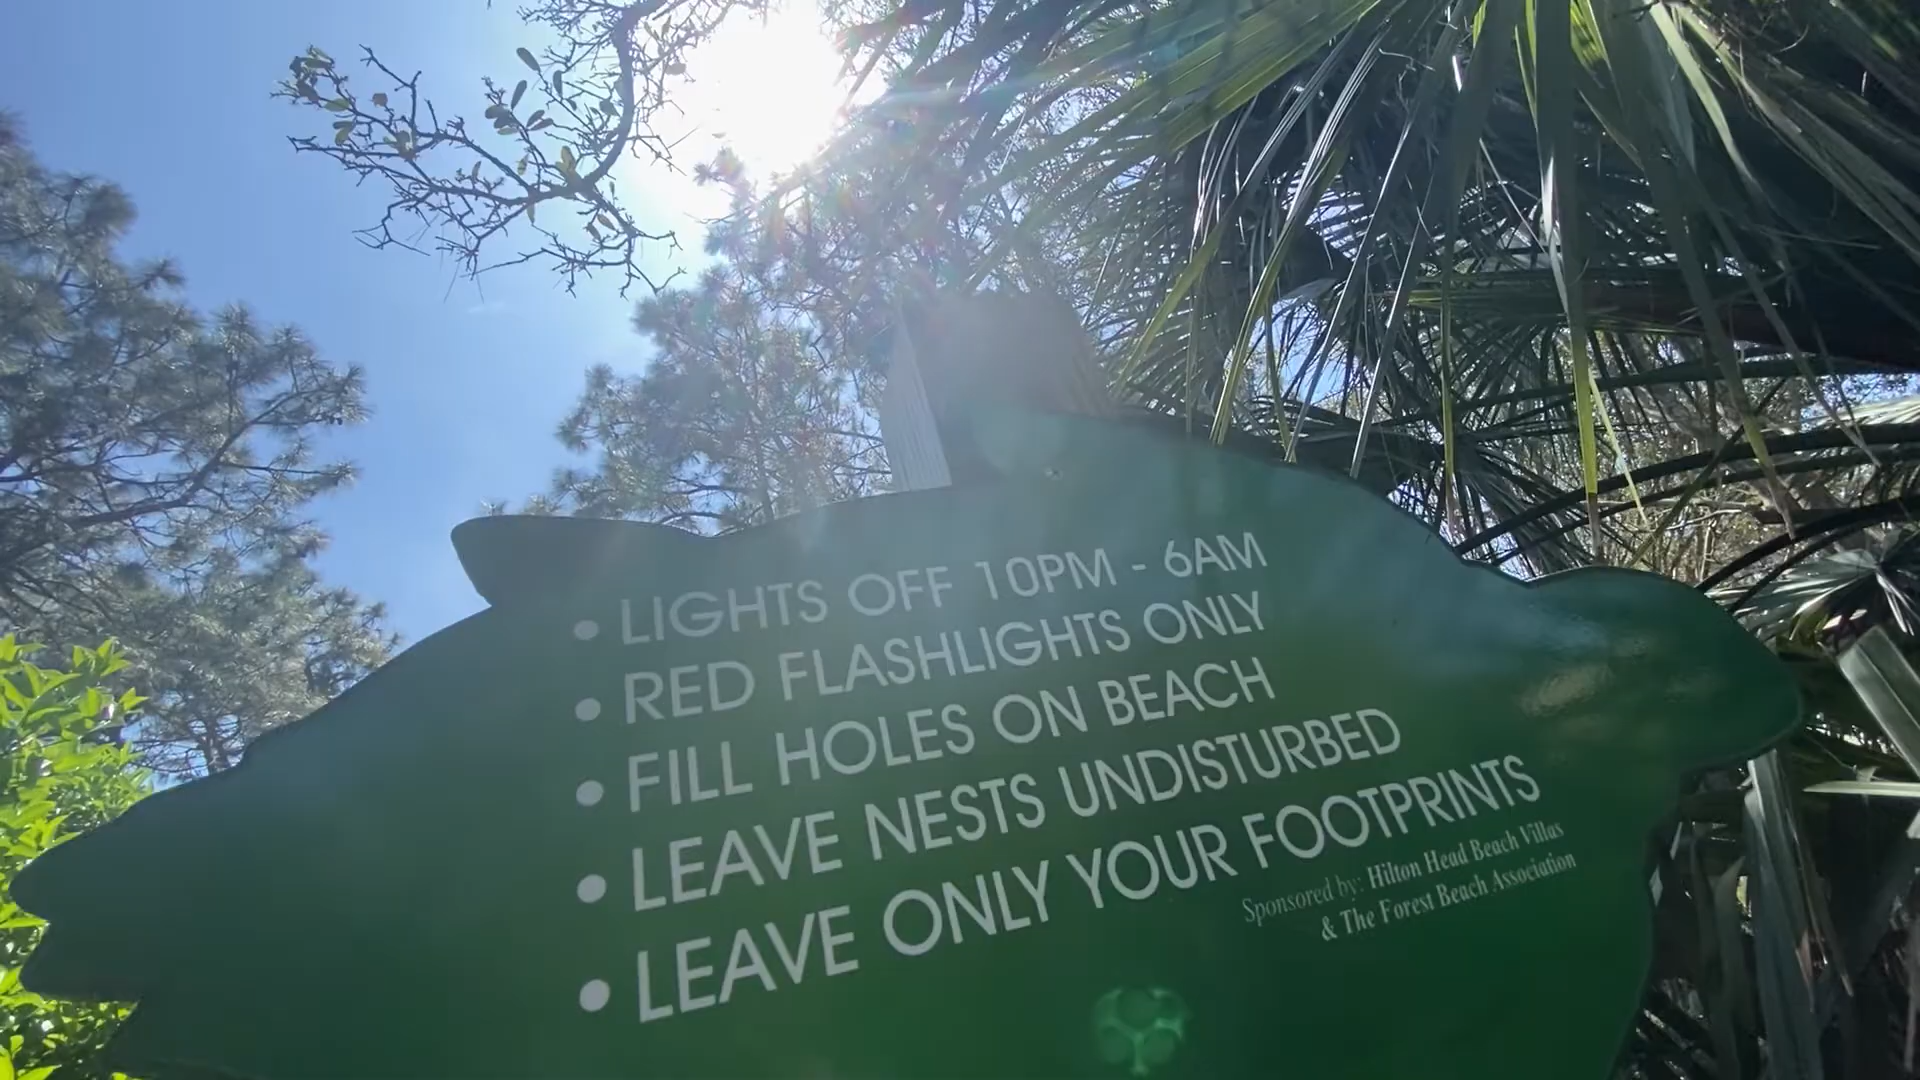 • LIGHTS OFF 10PM - 6AM
• RED FLASHLIGHTS ONLY
• FILL HOLES ON BEACH
• LEAVE NESTS UNDISTURBED
• LEAVE ONLY YOUR FOOTPRINTS
Sponsored by: Hilton Head Beach Villas
& The Forest Beach Association